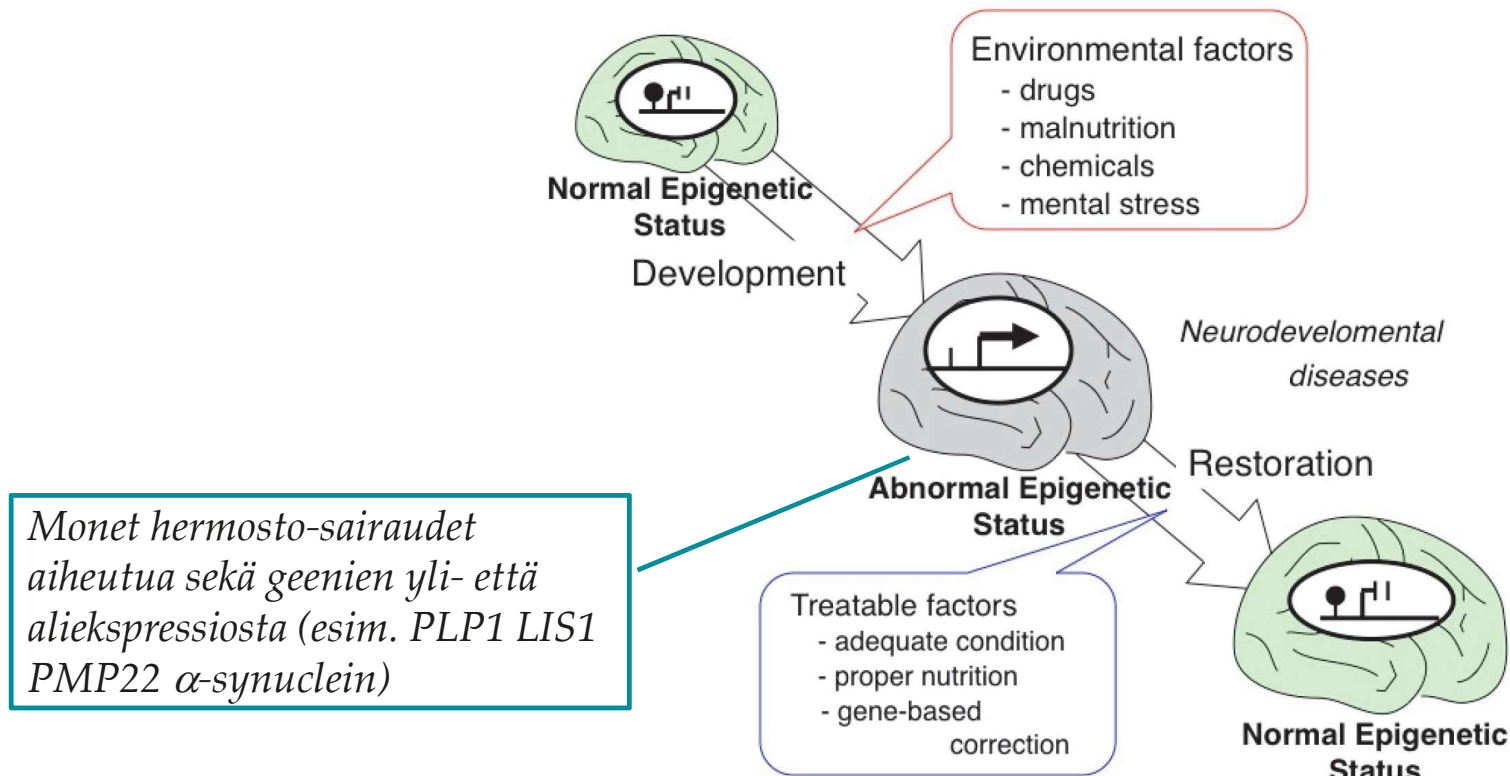 Environmental factors
- drugs
- malnutrition
- chemicals
- mental stress
Normal Epigenetic
Status
Development
Neurodevelomental
diseases
Abnormal Epigenetic
Status
Restoration
Monet hermosto-sairaudet
aiheutua sekä geenien yli- että
aliekspressiosta (esim. PLP1 LIS1
PMP22 α-synuclein)
Treatable factors
- adequate condition
- proper nutrition
- gene-based
correction
Normal Epigenetic
Status